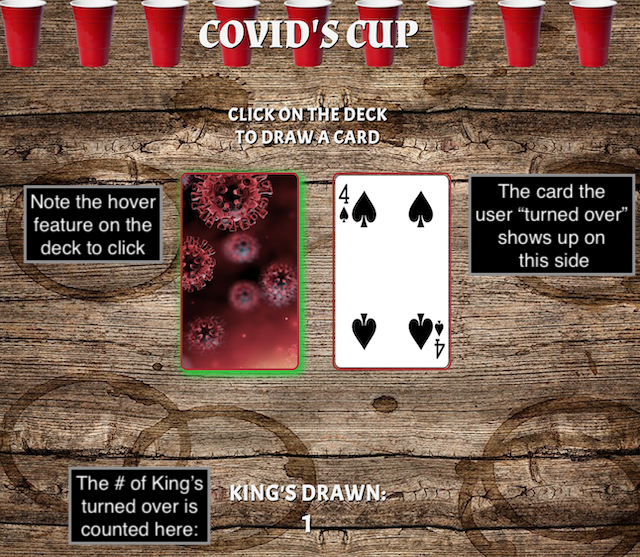 COVID'S CUP
CLICK ON THE DECK
TO DRAW A CARD
Note the hover
feature on the
deck to click
4
4
The card the
user “turned over”
shows up on
this side
The # of King's
turned over is
counted here:
KING'S DRAWN:
1